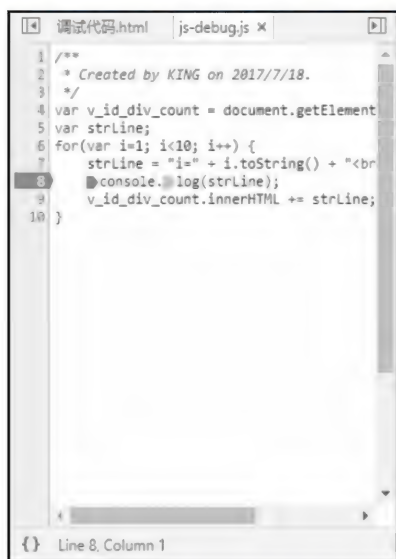 调试代码.html js-debug.js ×
1 /**
2 * Created by KING on 2017/7/18.
3 */
4 var v_id_div_count = document.getElement
5 var strLine;
6 for(var i=1; i<10; i++) {
7 strLine = "i=" + i.toString() + "<br
8 console.log(strLine);
9 v_id_div_count.innerHTML += strLine;
10 }
{} Line 8, Column 1